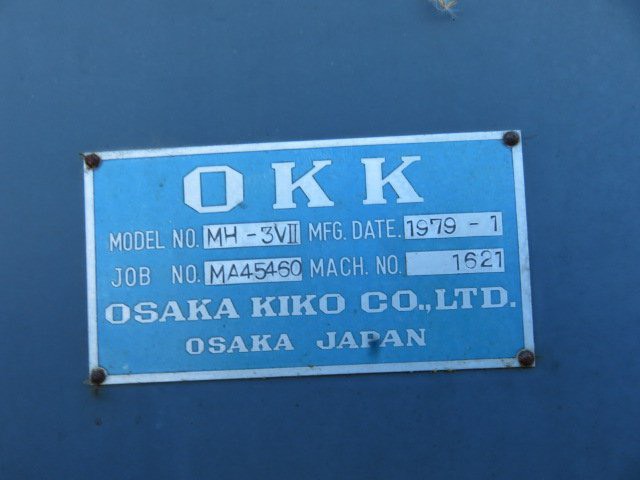 OKK
MODEL NO. MH-3VII MFG. DATE. 1979-1
JOB NO. MA45460 MACH. NO. 1621
OSAKA KIKO CO.,LTD.
OSAKA JAPAN